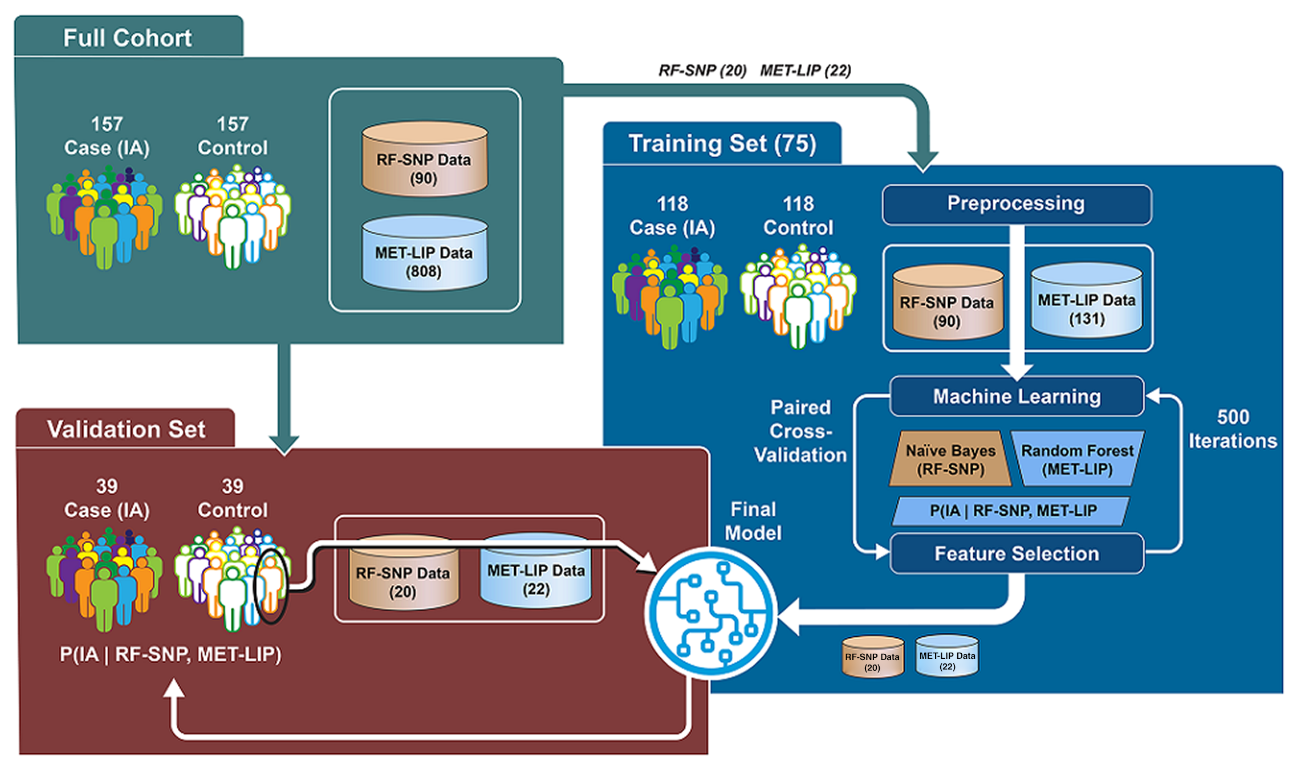 Full Cohort
157
Case (IA)
157
Control
RF-SNP Data
(90)
MET-LIP Data
(808)
RF-SNP (20) MET-LIP (22)
Training Set (75)
118
Case (IA)
118
Control
Preprocessing
RF-SNP Data
(90)
MET-LIP Data
(131)
Machine Learning
Paired
Cross-
Validation
500
Iterations
Naïve Bayes
(RF-SNP)
Random Forest
(MET-LIP)
P(IA | RF-SNP, MET-LIP
Feature Selection
Final
Model
RF-SNP Data
(20)
MET-LIP Data
(22)
Validation Set
39
Case (IA)
39
Control
RF-SNP Data
(20)
MET-LIP Data
(22)
P(IA | RF-SNP, MET-LIP)